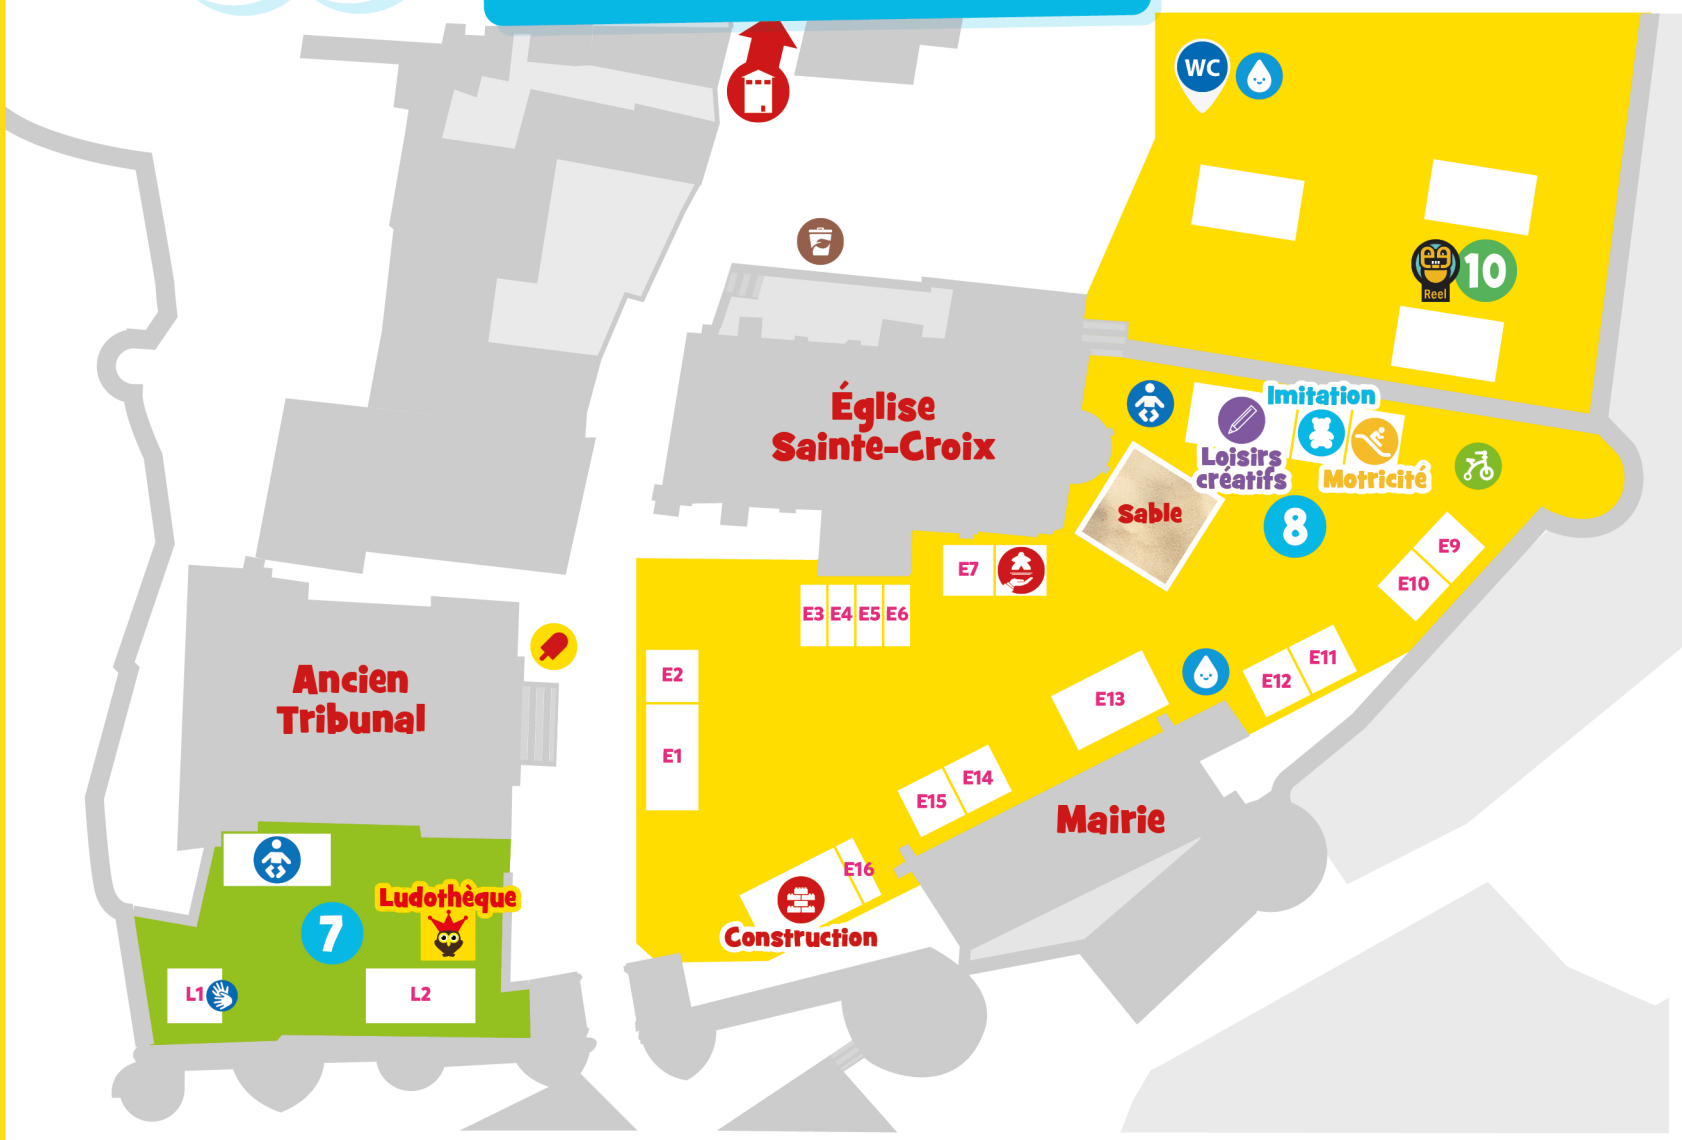 WC
Reel
10
Église
Sainte-Croix
Imitation
Loisirs
créatifs
Motricité
Sable
8
E9
E10
E7
E3
E4
E5
E6
E2
E1
E11
E12
E13
E14
E15
E16
Mairie
Construction
Ancien
Tribunal
Ludothèque
7
L1
L2